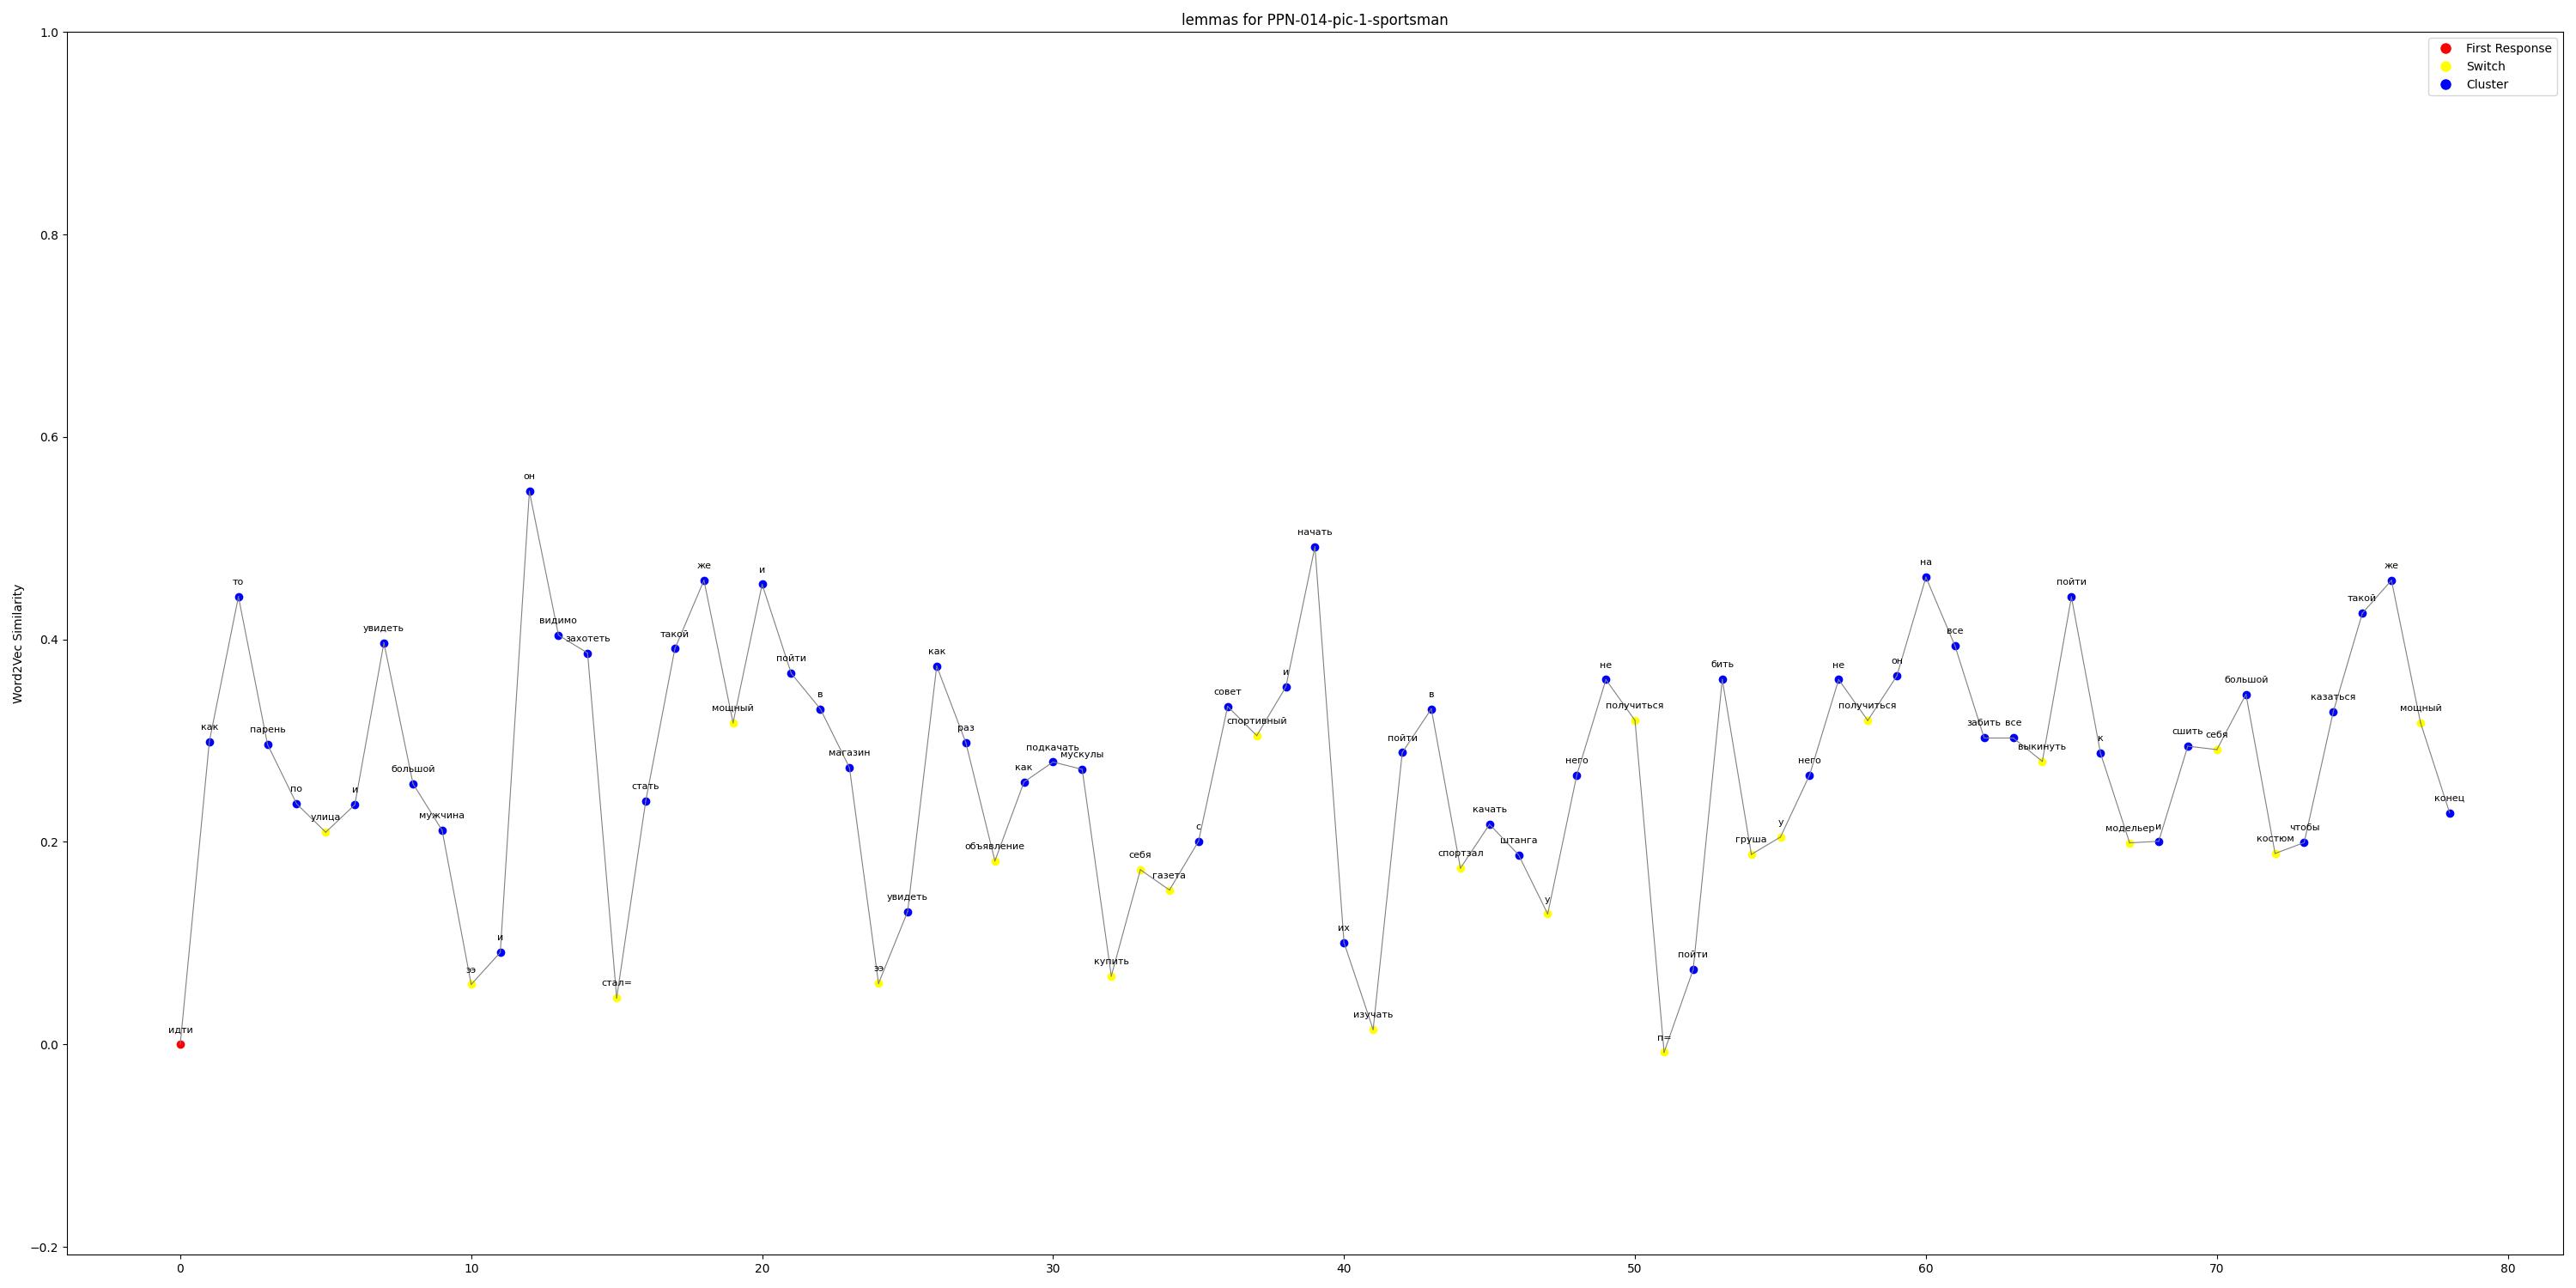 lemmas for PPN-014-pic-1-sportsman
First Response
Switch
Cluster
Word2Vec Similarity
1.0
0.8
0.6
0.4
0.2
0.0
−0.2
идти
как
то
парень
по
улица
и
увидеть
большой
мужчина
ээ
и
он
видимо
захотеть
стал=
стать
такой
же
мощный
и
пойти
в
магазин
ээ
увидеть
как
раз
объявление
как
подкачать
мускулы
купить
себя
газета
с
совет
спортивный
и
начать
их
изучать
пойти
в
спортзал
качать
штанга
у
него
не
получиться
п=
пойти
бить
груша
у
него
не
получиться
он
на
все
забить
все
выкинуть
пойти
к
модельер
и
сшить
себя
большой
костюм
чтобы
казаться
такой
же
мощный
конец
0 10 20 30 40 50 60 70 80